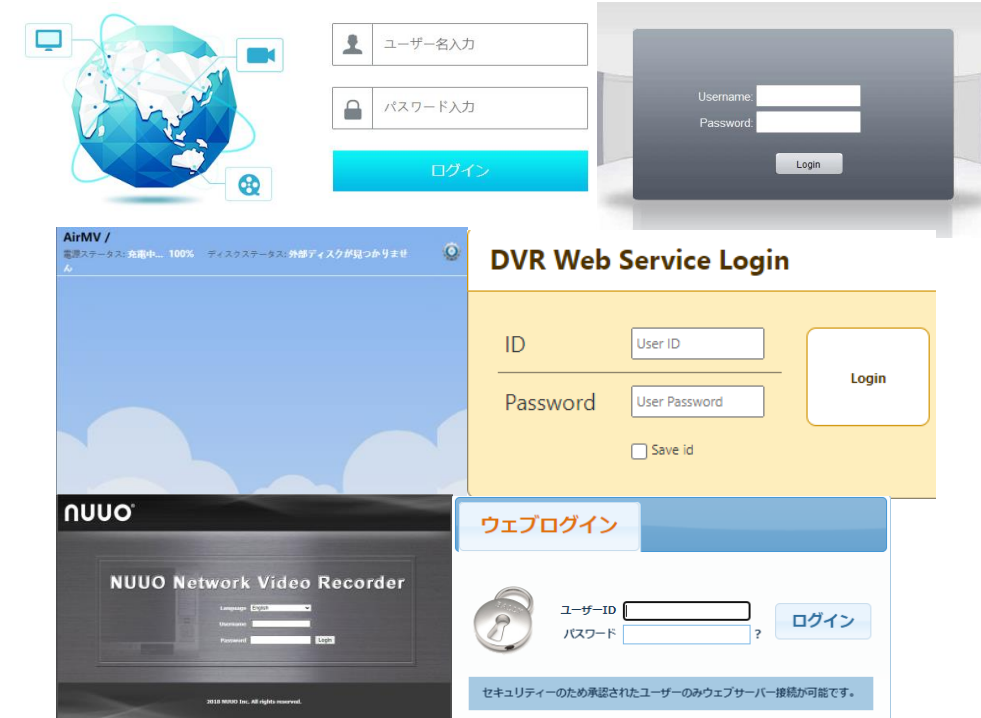 ユーザー名入力
パスワード入力
ログイン
Username:
Password:
Login
AirMV /
電源ステータス: 充電中... 100% ディスクステータス: 外部ディスクが見つかりませ
ん
DVR Web Service Login
ID
User ID
Password
User Password
Save id
Login
NUUO
NUUO Network Video Recorder
Language English
Username
Password
Login
2018 NUUO Inc. All rights reserved.
ウェブログイン
ユーザーID
パスワード ?
ログイン
セキュリティーのため承認されたユーザーのみウェブサーバー接続が可能です。